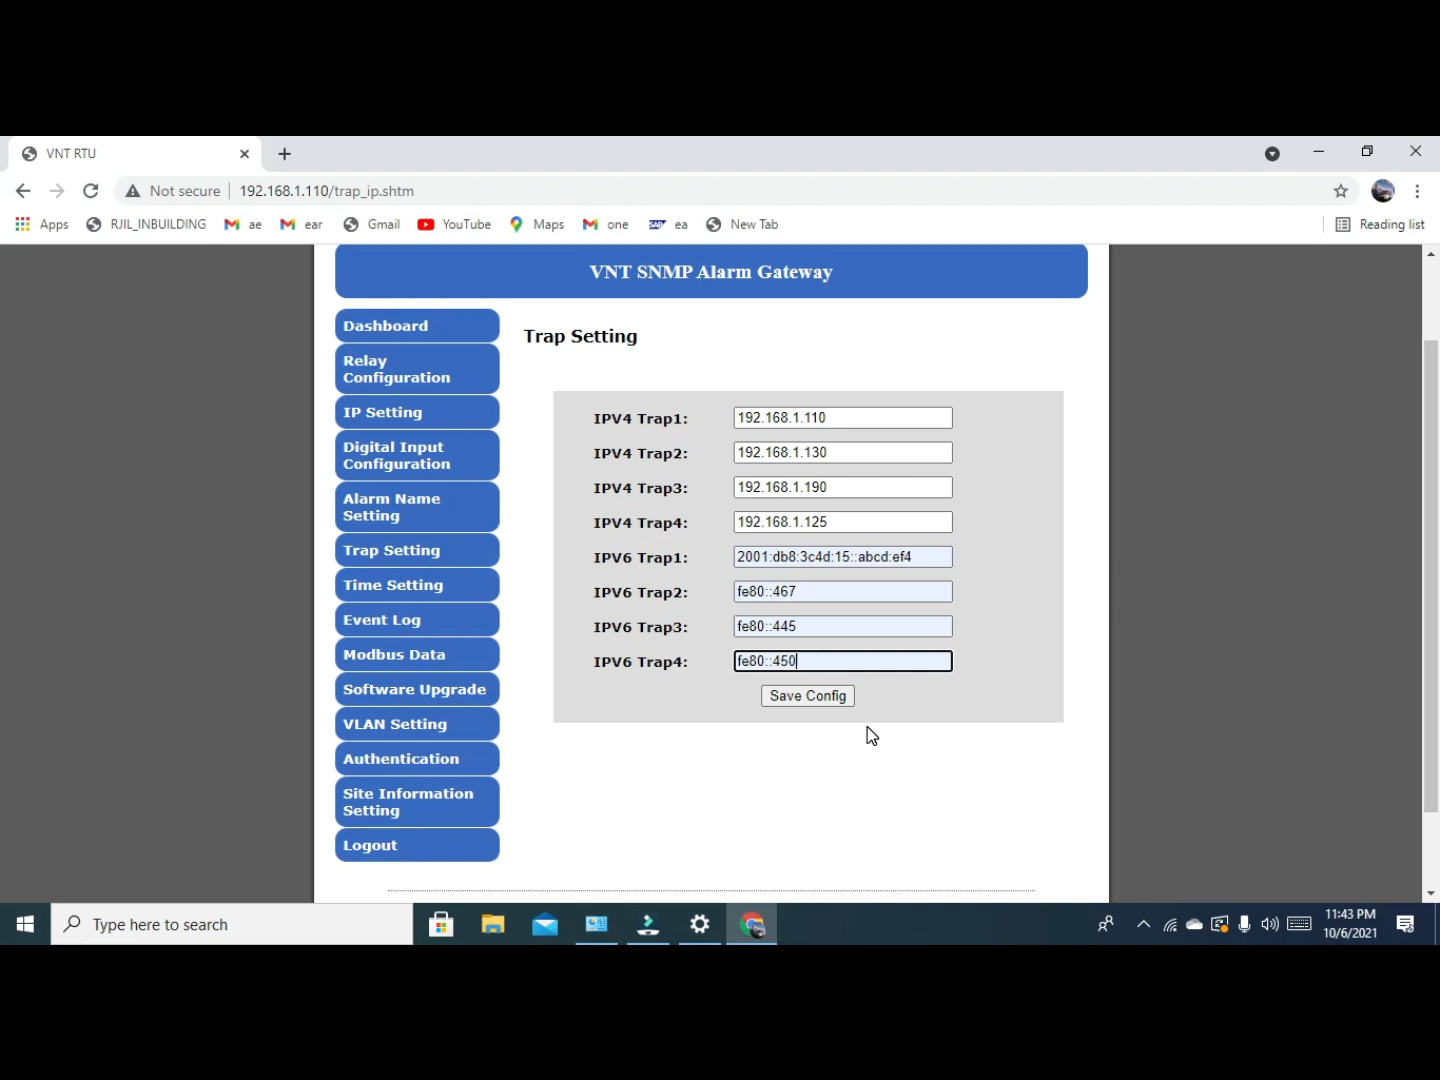 VNT RTU
Not secure
192.168.1.110/trap_ip.shtm
Apps
RJIL_INBUILDING
ae
ear
Gmail
YouTube
Maps
one
ea
New Tab
Reading list
VNT SNMP Alarm Gateway
Dashboard
Relay
Configuration
IP Setting
Digital Input
Configuration
Alarm Name
Setting
Trap Setting
Time Setting
Event Log
Modbus Data
Software Upgrade
VLAN Setting
Authentication
Site Information
Setting
Logout
Trap Setting
IPV4 Trap1: 192.168.1.110
IPV4 Trap2: 192.168.1.130
IPV4 Trap3: 192.168.1.190
IPV4 Trap4: 192.168.1.125
IPV6 Trap1: 2001:db8:3c4d:15::abcd:ef4
IPV6 Trap2: fe80::467
IPV6 Trap3: fe80::445
IPV6 Trap4: fe80::450
Save Config
Type here to search
11:43 PM
10/6/2021